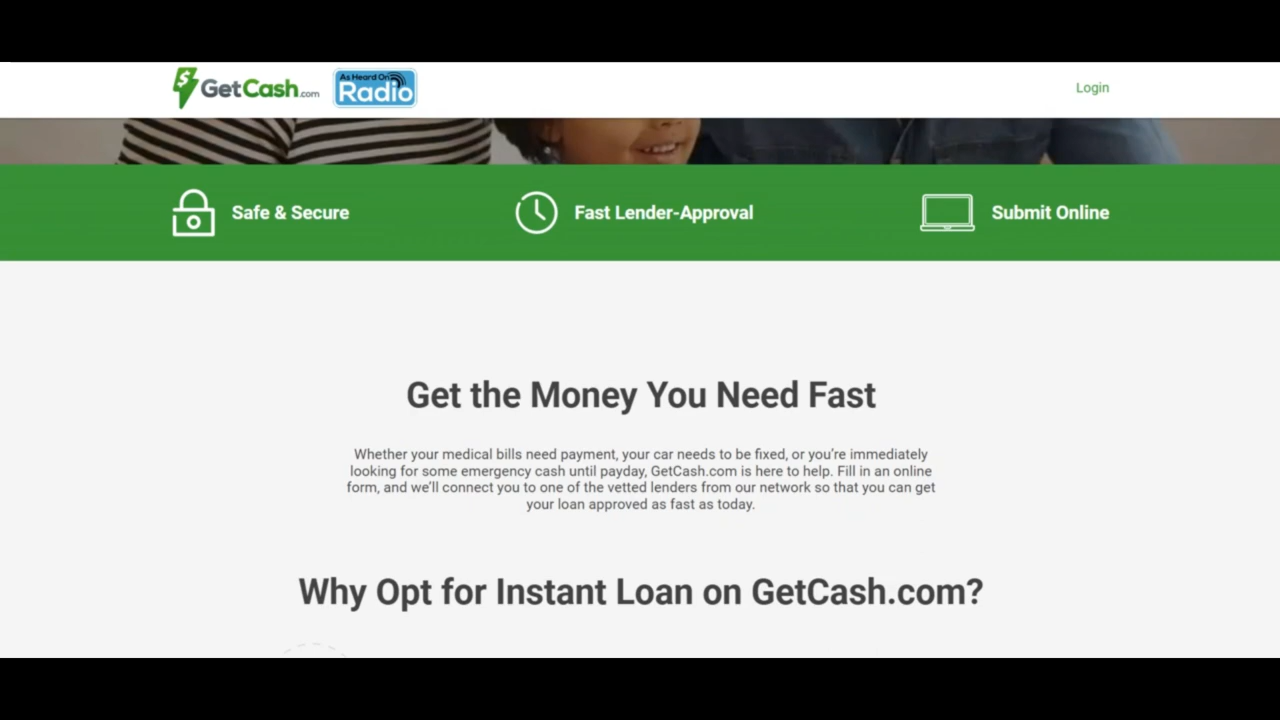 GetCash.com
As Heard On
Radio
Login
Safe & Secure
Fast Lender-Approval
Submit Online
Get the Money You Need Fast
Whether your medical bills need payment, your car needs to be fixed, or you're immediately
looking for some emergency cash until payday, GetCash.com is here to help. Fill in an online
form, and we'll connect you to one of the vetted lenders from our network so that you can get
your loan approved as fast as today.
Why Opt for Instant Loan on GetCash.com?